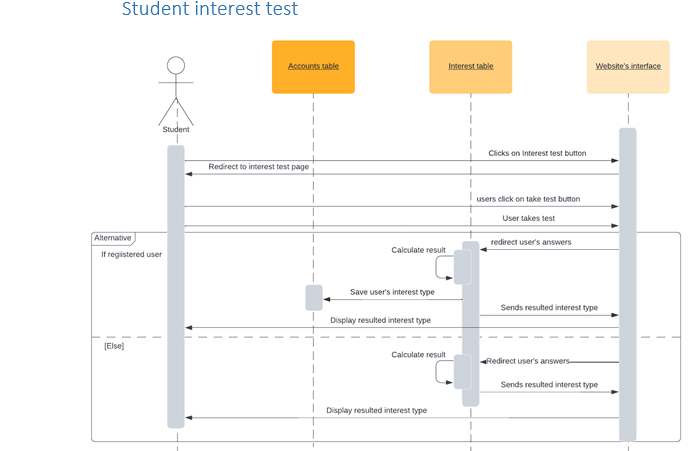 Student interest test
Accounts table
Interest table
Website's interface
Student
Clicks on Interest test button
Redirect to interest test page
users click on take test button
User takes test
Alternative
redirect user's answers
If regiistered user
Calculate result
Save user's interest type
Sends resulted interest type
Display resulted interest type
[Else]
Calculate result
Redirect user's answers
Sends resulted interest type
Display resulted interest type